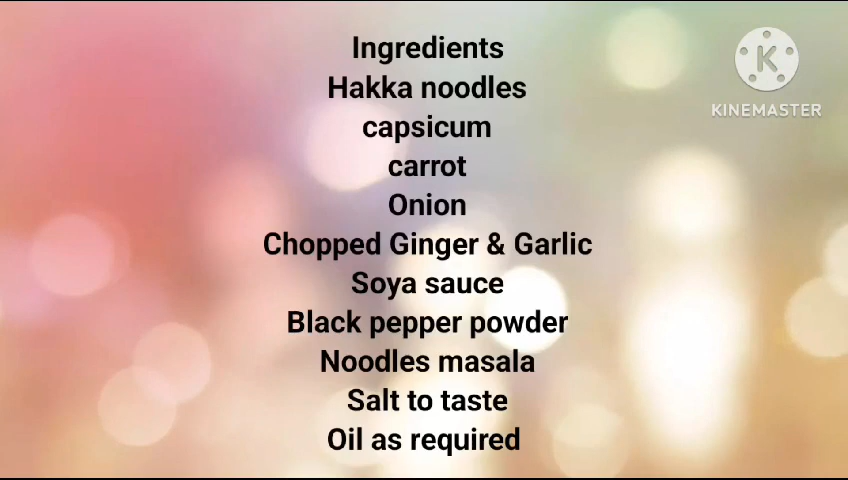 Ingredients
Hakka noodles
capsicum
carrot
Onion
Chopped Ginger & Garlic
Soya sauce
Black pepper powder
Noodles masala
Salt to taste
Oil as required
K
KINEMASTER